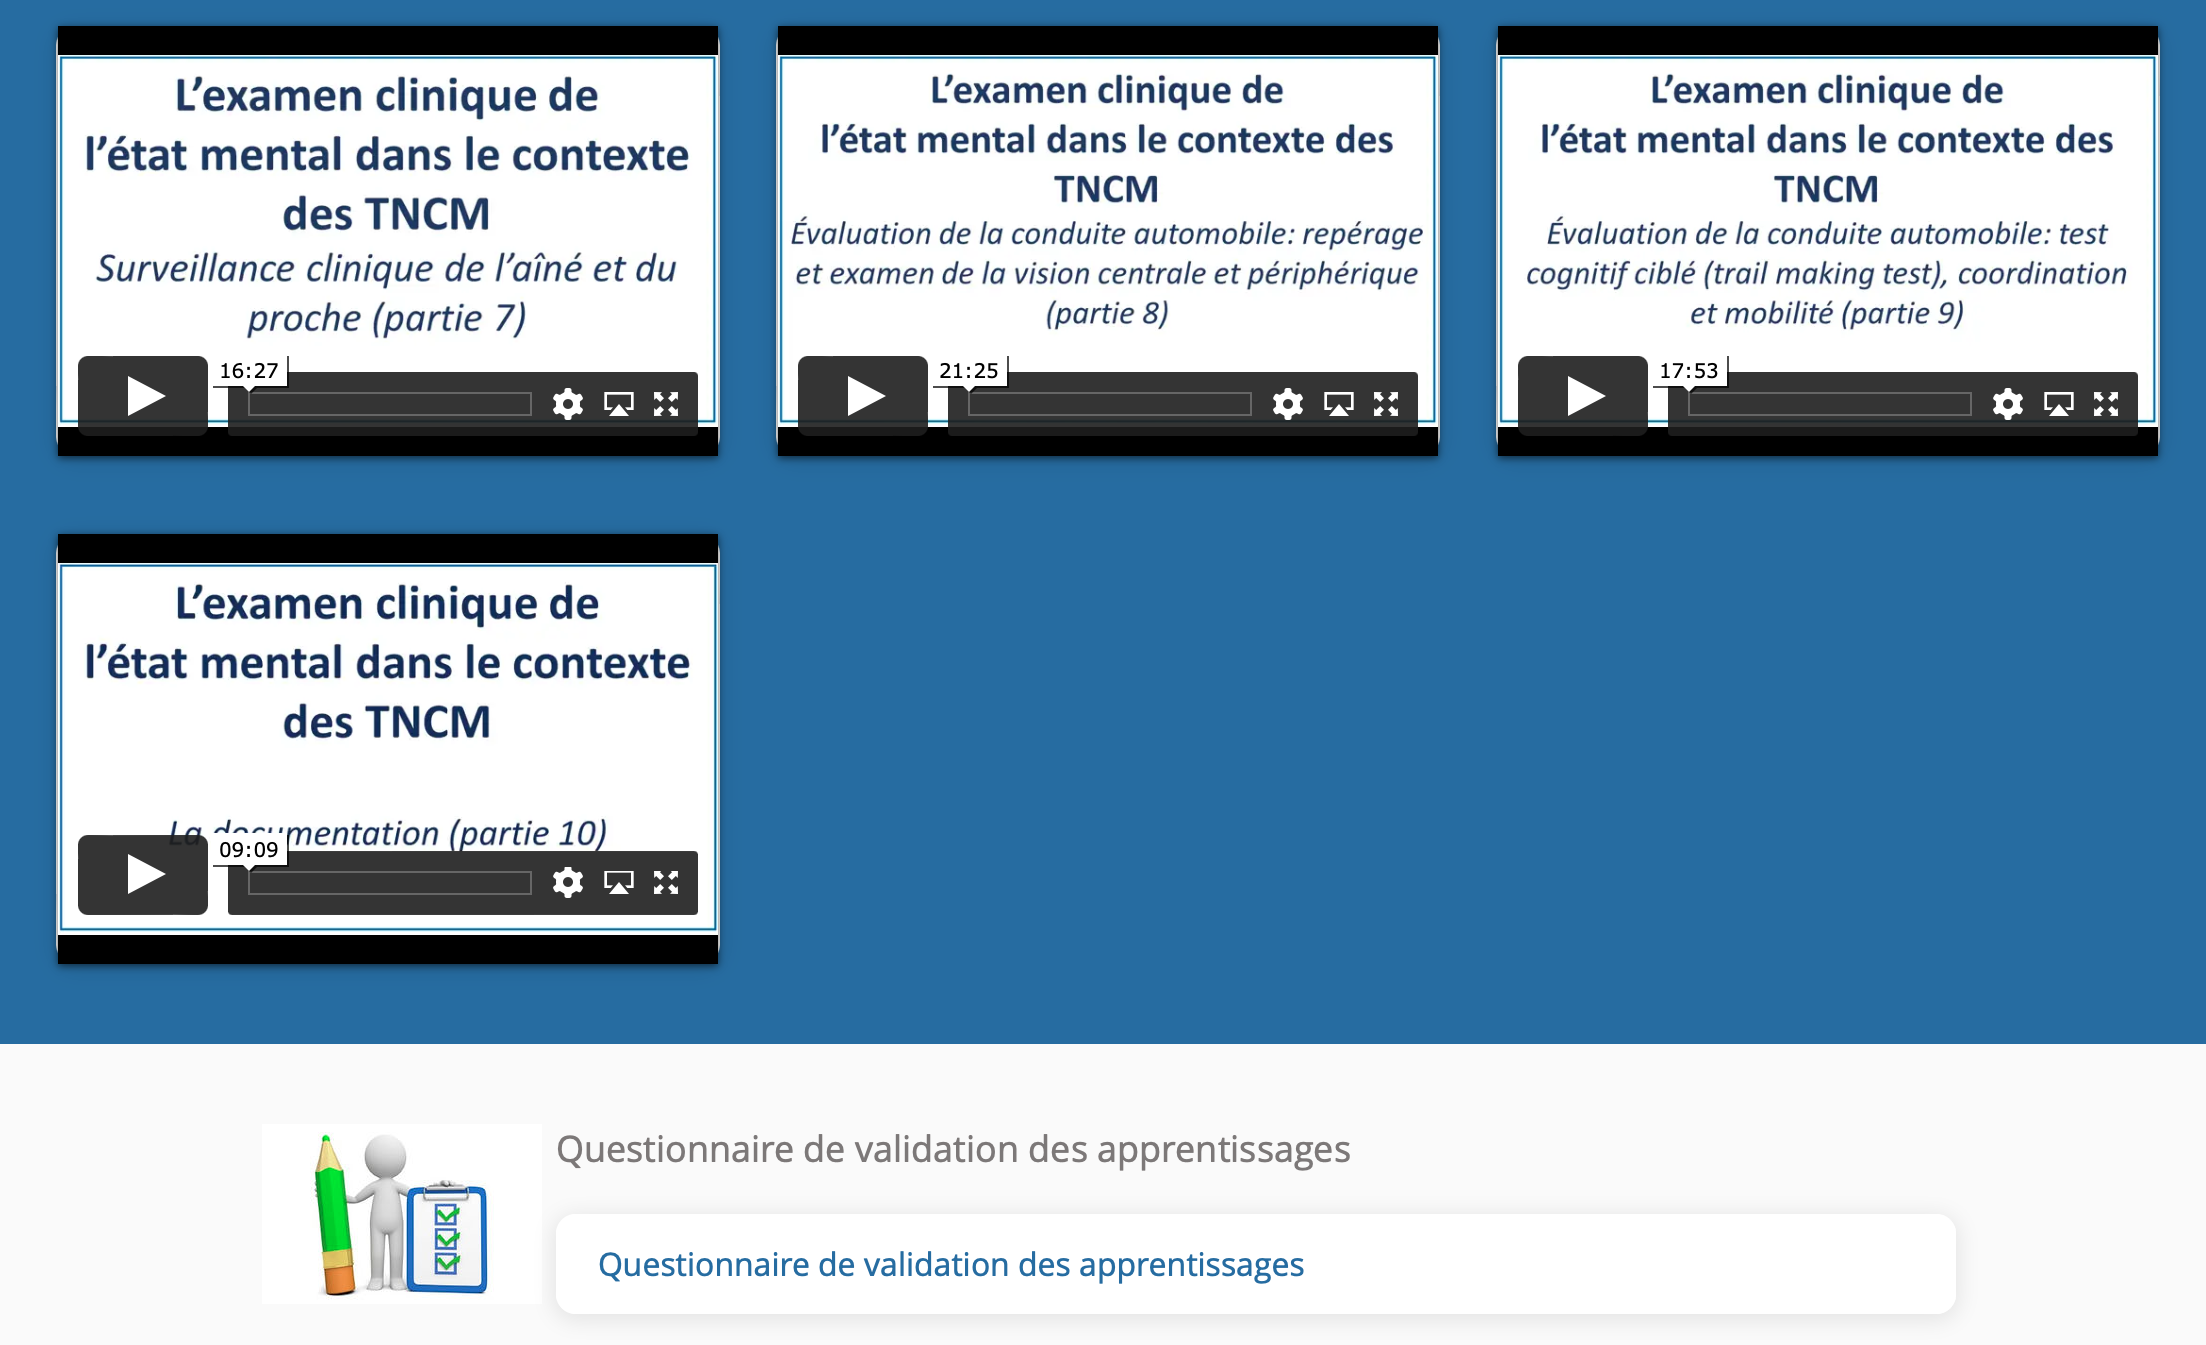 L’examen clinique de
l’état mental dans le contexte
des TNCM
Surveillance clinique de l’aîné et du
proche (partie 7)
16:27
L’examen clinique de
l’état mental dans le contexte des
TNCM
Évaluation de la conduite automobile: repérage
et examen de la vision centrale et périphérique
(partie 8)
21:25
L’examen clinique de
l’état mental dans le contexte des
TNCM
Évaluation de la conduite automobile: test
cognitif ciblé (trail making test), coordination
et mobilité (partie 9)
17:53
L’examen clinique de
l’état mental dans le contexte
des TNCM
La documentation (partie 10)
09:09
Questionnaire de validation des apprentissages
Questionnaire de validation des apprentissages